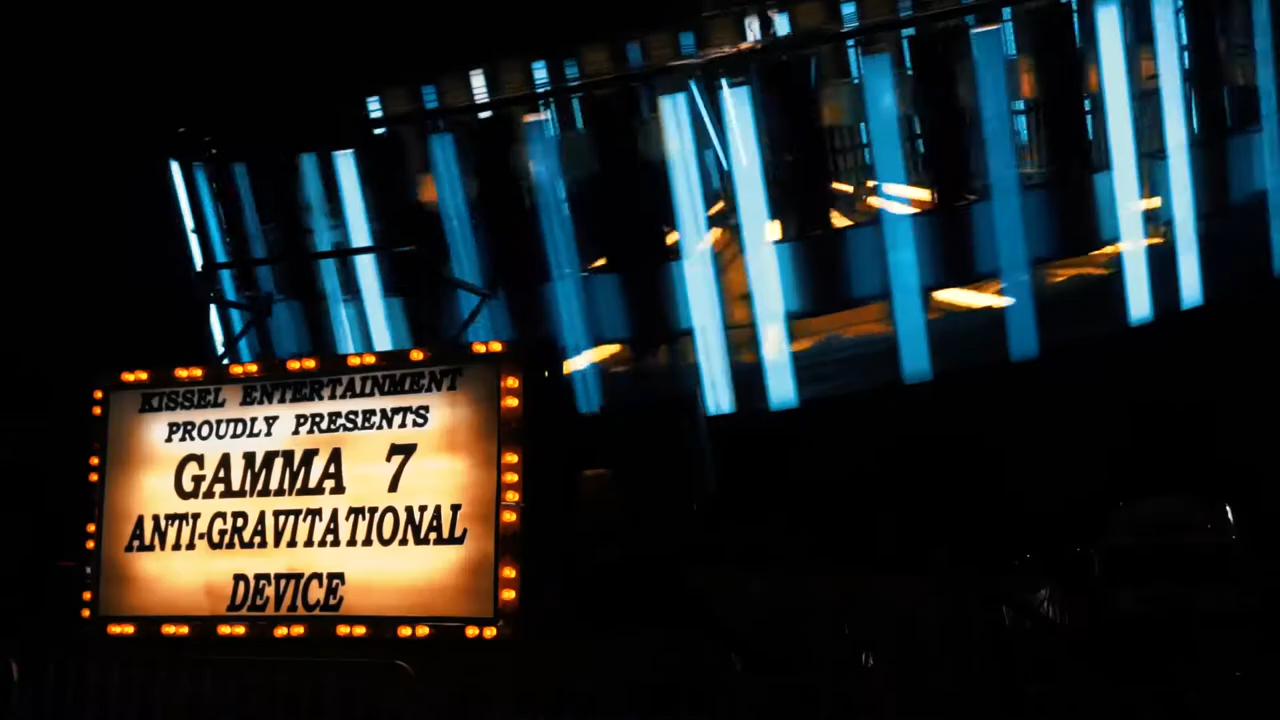 KISSEL ENTERTAINMENT
PROUDLY PRESENTS
GAMMA 7
ANTI-GRAVITATIONAL
DEVICE